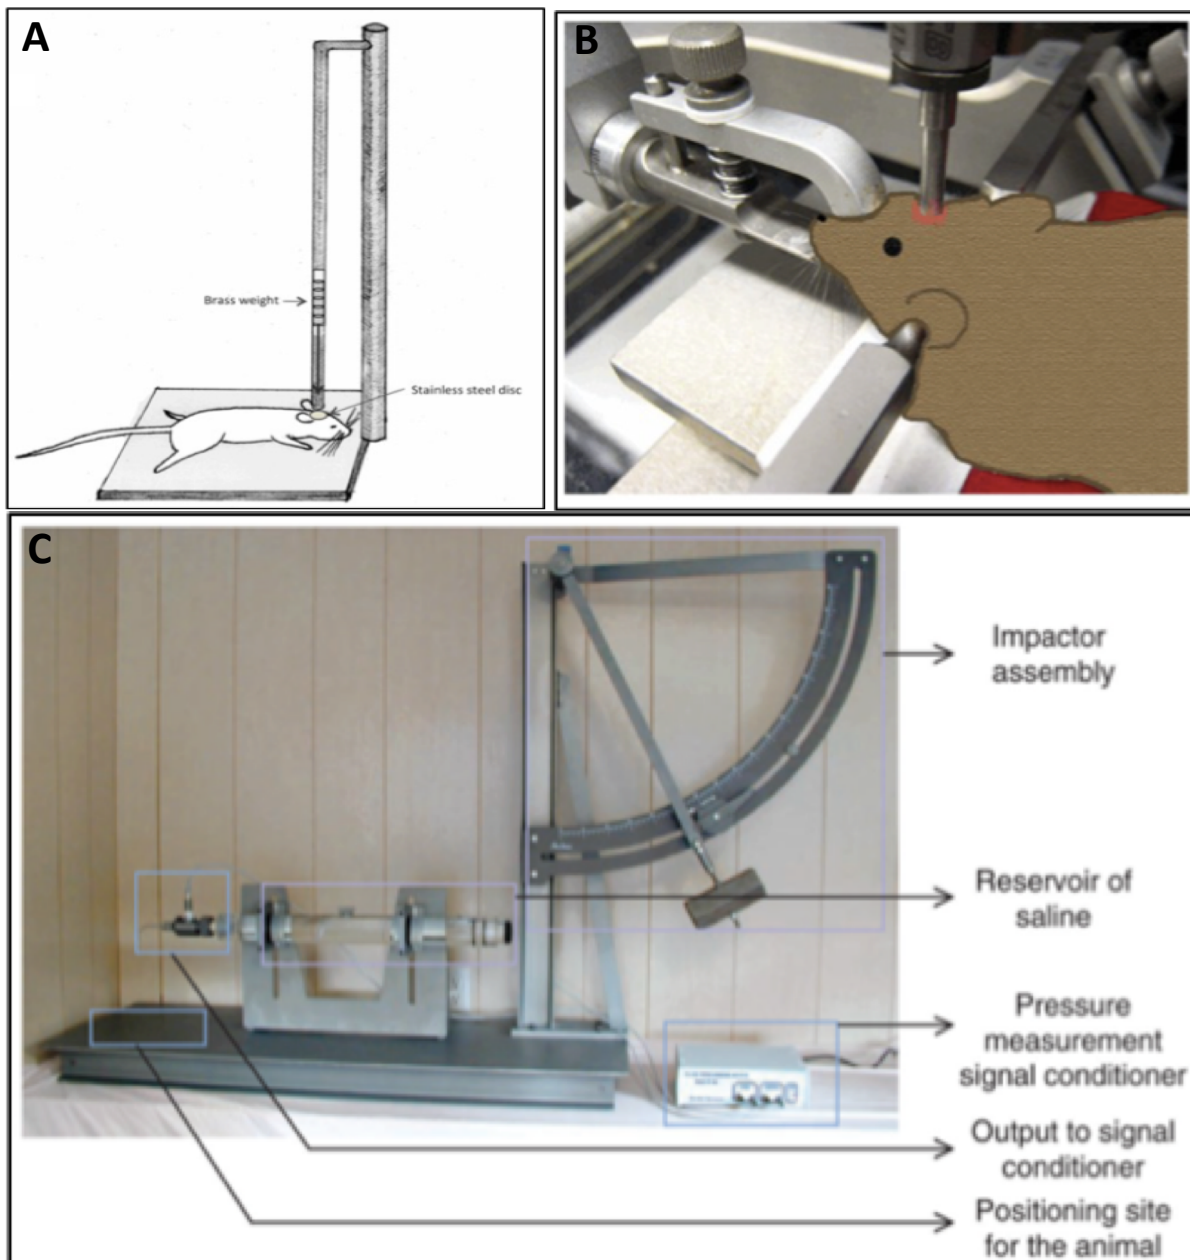 A
Brass weight
Stainless steel disc
B
C
Impactor
assembly
Reservoir of
saline
Pressure
measurement
signal conditioner
Output to signal
conditioner
Positioning site
for the animal